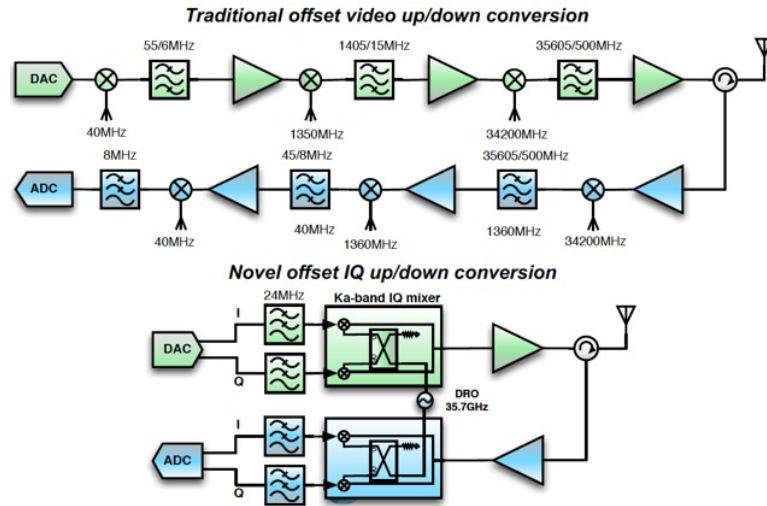 Traditional offset video up/down conversion
55/6MHz
1405/15MHz
35605/500MHz
DAC
40MHz
1350MHz
34200MHz
8MHz
45/8MHz
35605/500MHz
ADC
40MHz
40MHz
1360MHz
1360MHz
34200MHz
Novel offset IQ up/down conversion
24MHz
Ka-band IQ mixer
I
DAC
Q
DRO
35.7GHz
I
ADC
Q